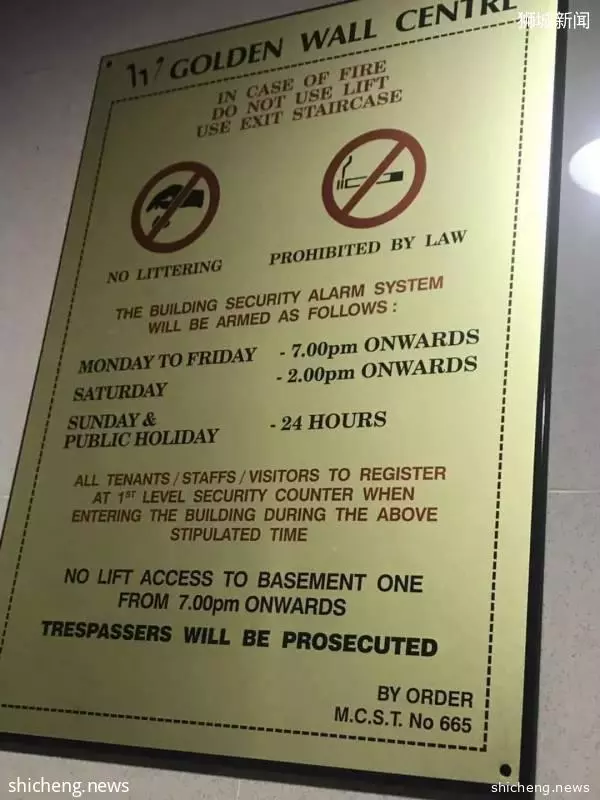 狮城新闻
GOLDEN WALL CENTRE
IN CASE OF FIRE
DO NOT USE LIFT
USE EXIT STAIRCASE
NO LITTERING
PROHIBITED BY LAW
THE BUILDING SECURITY ALARM SYSTEM
WILL BE ARMED AS FOLLOWS :
MONDAY TO FRIDAY - 7.00pm ONWARDS
SATURDAY - 2.00pm ONWARDS
SUNDAY &
PUBLIC HOLIDAY - 24 HOURS
ALL TENANTS / STAFFS / VISITORS TO REGISTER
AT 1ST LEVEL SECURITY COUNTER WHEN
ENTERING THE BUILDING DURING THE ABOVE
STIPULATED TIME
NO LIFT ACCESS TO BASEMENT ONE
FROM 7.00pm ONWARDS
TRESPASSERS WILL BE PROSECUTED
BY ORDER
M.C.S.T. No 665
shicheng.news
shicheng.news